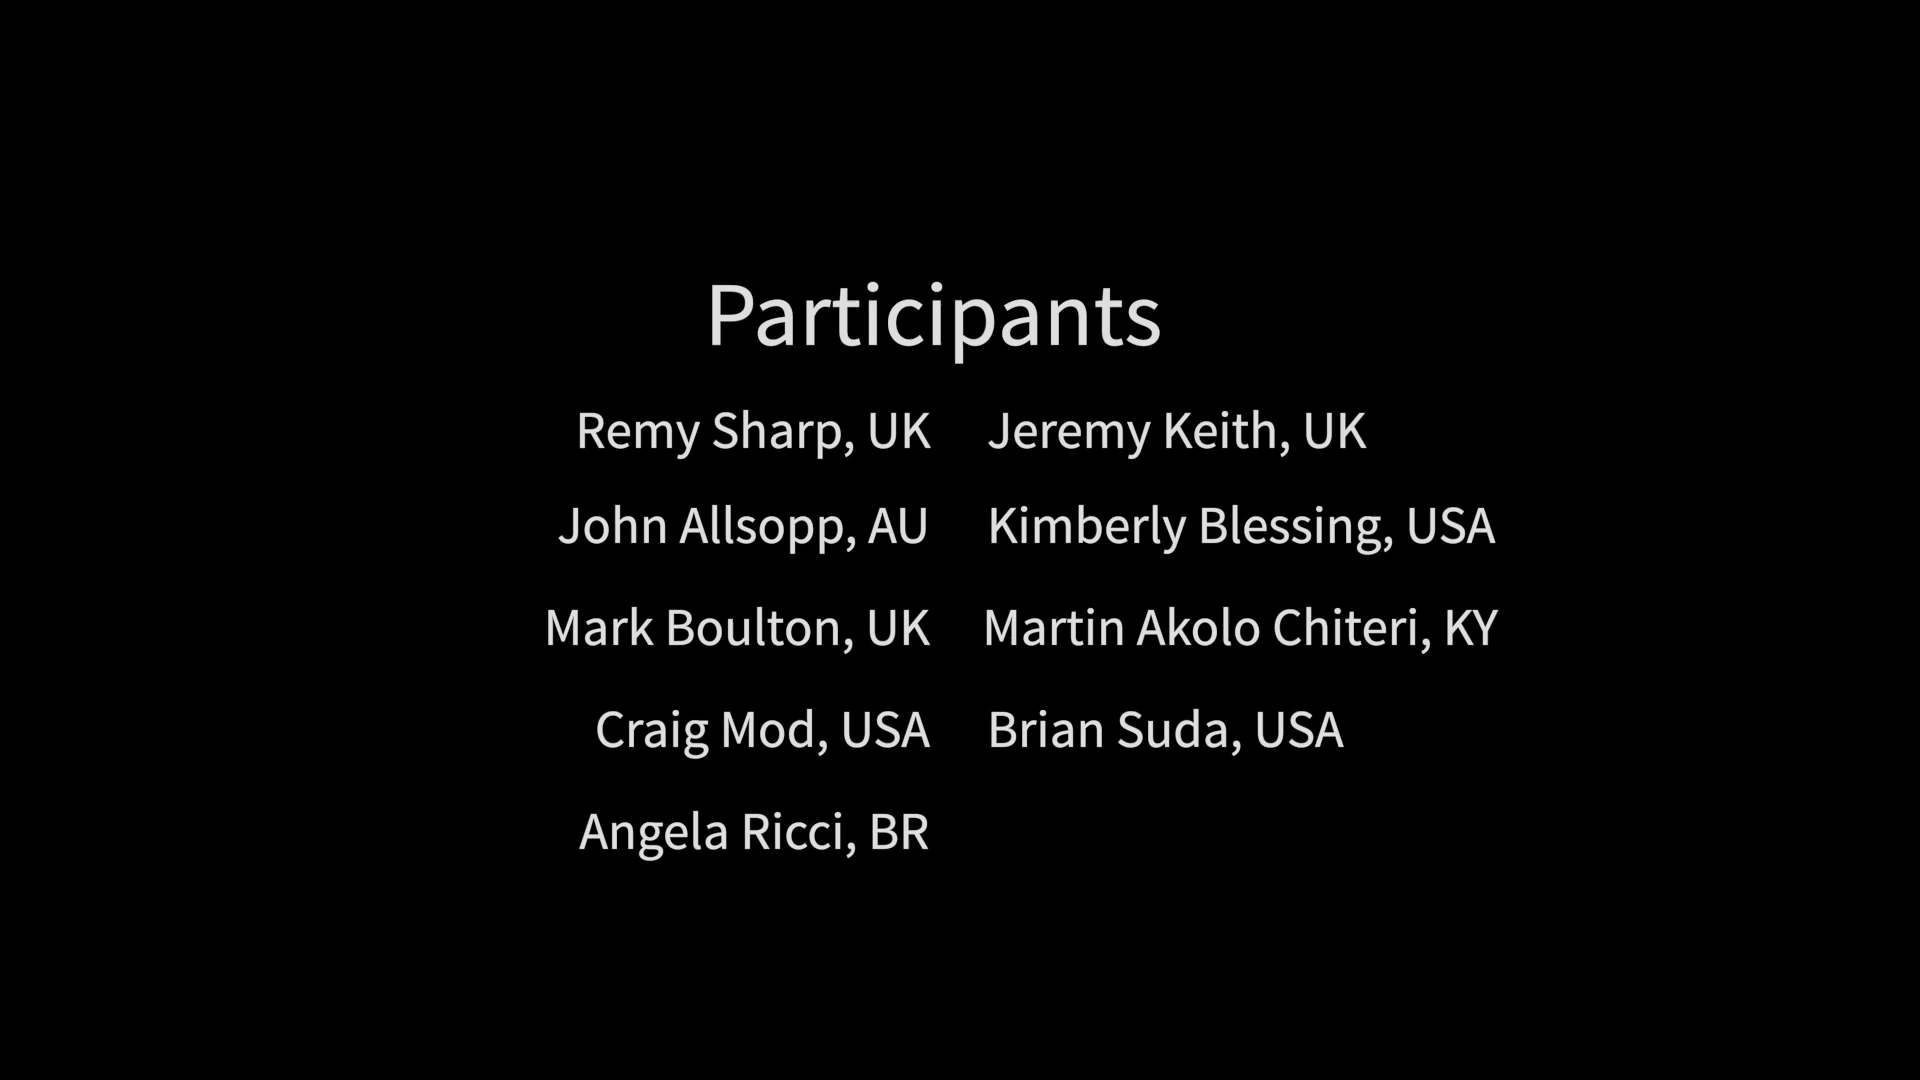 Participants
Remy Sharp, UK Jeremy Keith, UK
John Allsopp, AU Kimberly Blessing, USA
Mark Boulton, UK Martin Akolo Chiteri, KY
Craig Mod, USA Brian Suda, USA
Angela Ricci, BR